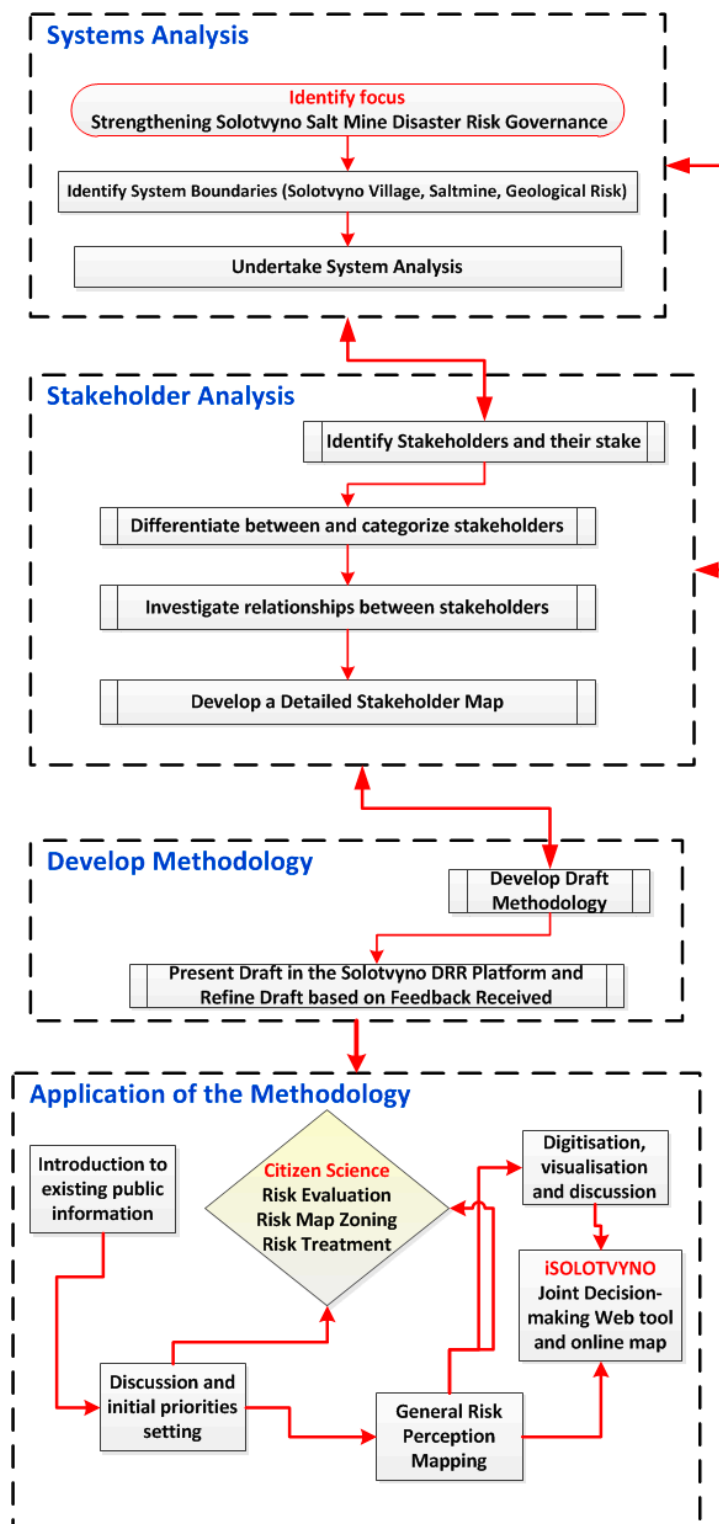 Systems Analysis
Identify focus
Strengthening Solotvyno Salt Mine Disaster Risk Governance
Identify System Boundaries (Solotvyno Village, Saltmine, Geological Risk)
Undertake System Analysis
Stakeholder Analysis
Identify Stakeholders and their stake
Differentiate between and categorize stakeholders
Investigate relationships between stakeholders
Develop a Detailed Stakeholder Map
Develop Methodology
Develop Draft
Methodology
Present Draft in the Solotvyno DRR Platform and
Refine Draft based on Feedback Received
Application of the Methodology
Introduction to
existing public
information
Citizen Science
Risk Evaluation
Risk Map Zoning
Risk Treatment
Digitisation,
visualisation
and discussion
iSOLOTVYNO
Joint Decision-
making Web tool
and online map
Discussion and
initial priorities
setting
General Risk
Perception
Mapping